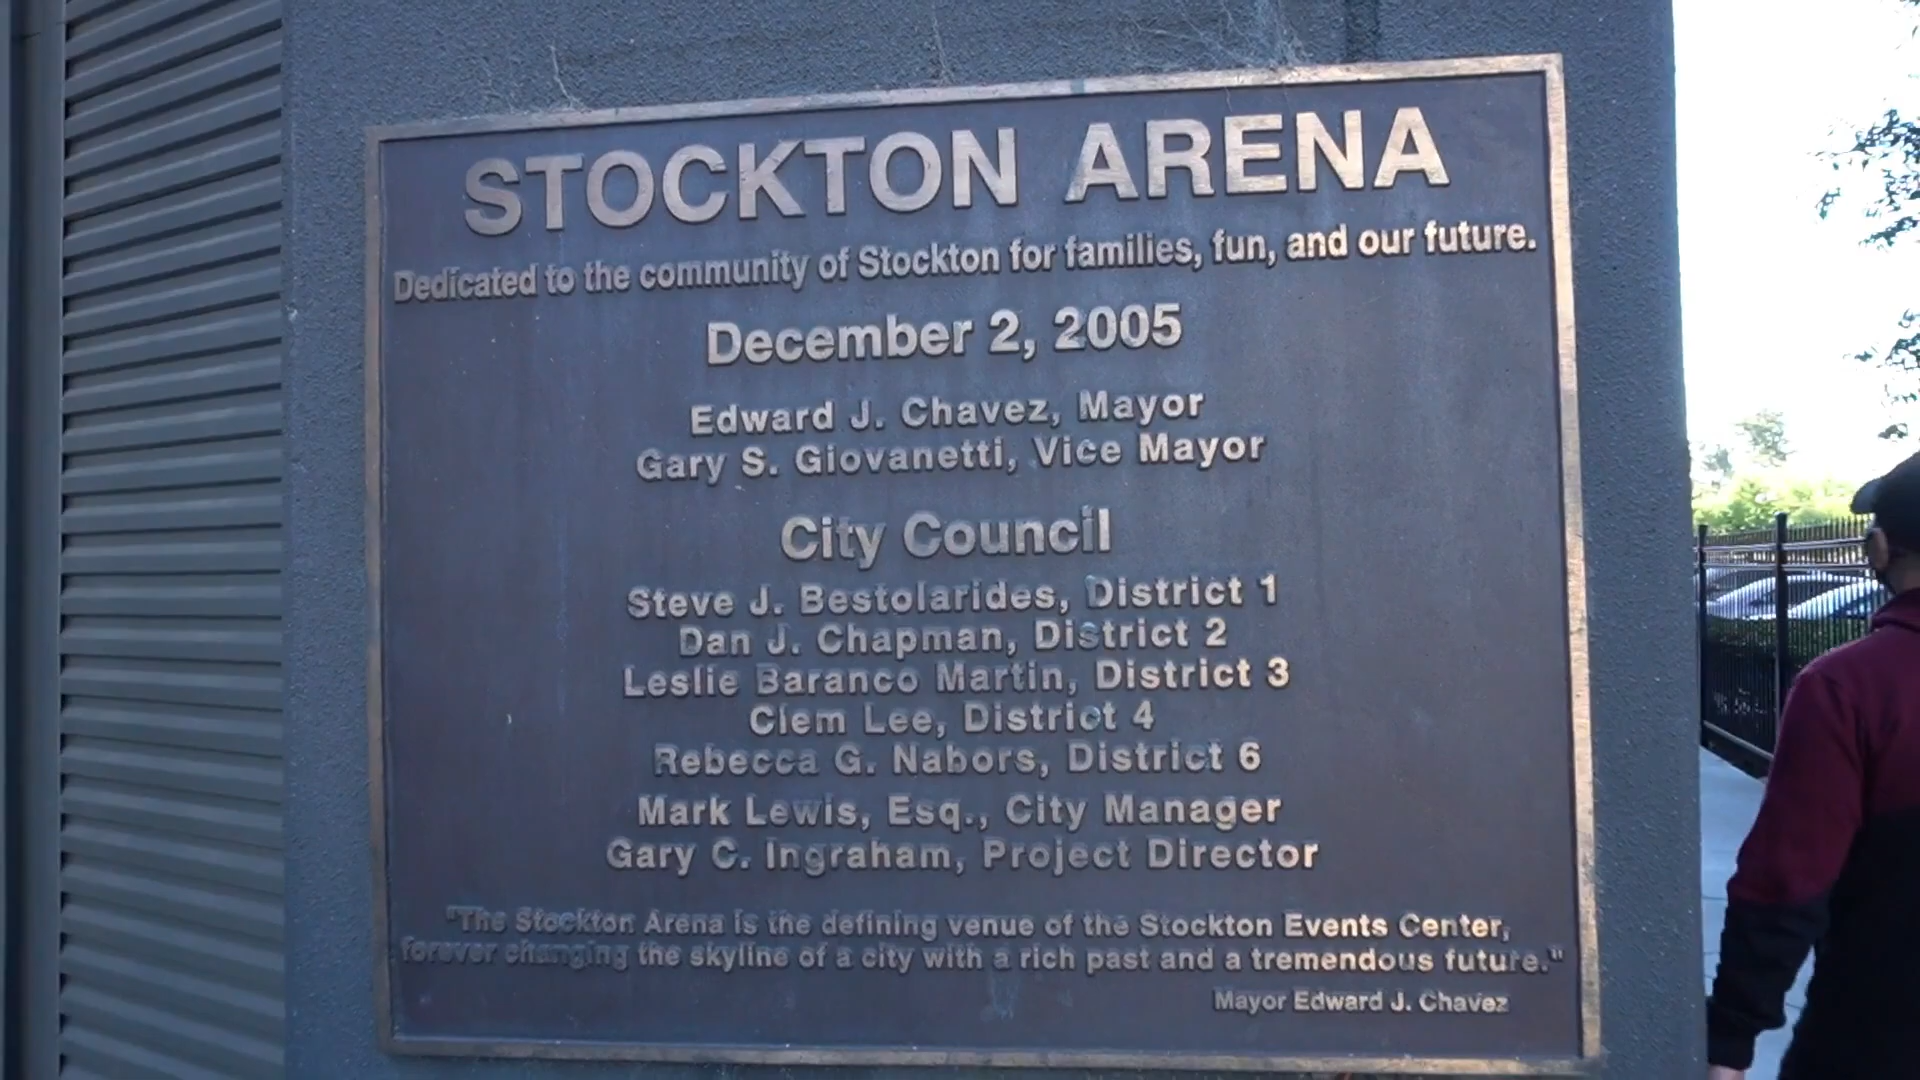 STOCKTON ARENA
Dedicated to the community of Stockton for families, fun, and our future.
December 2, 2005
Edward J. Chavez, Mayor
Gary S. Giovanetti, Vice Mayor
City Council
Steve J. Bestolarides, District 1
Dan J. Chapman, District 2
Leslie Baranco Martin, District 3
Clem Lee, District 4
Rebecca G. Nabors, District 6
Mark Lewis, Esq., City Manager
Gary C. Ingraham, Project Director
"The Stockton Arena is the defining venue of the Stockton Events Center,
forever changing the skyline of a city with a rich past and a tremendous future."
Mayor Edward J. Chavez